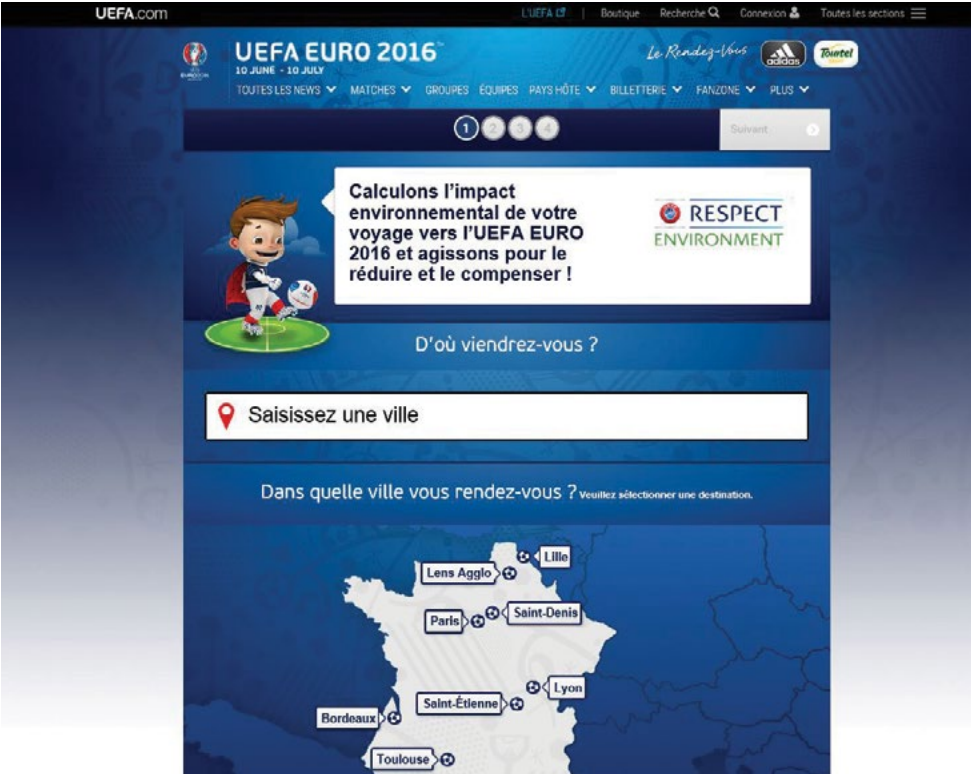 UEFA.com
L'UEFA | Boutique Recherche Connexion Toutes les sections
UEFA EURO 2016
10 JUNE - 10 JULY
Le Rendez-Vous
adidas
Tourtel
TOUTES LES NEWS MATCHES GROUPES ÉQUIPES PAYS HÔTE BILLETTERIE FANZONE PLUS
1 2 3 4
Suivant
Calculons l'impact
environnemental de votre
voyage vers l'UEFA EURO
2016 et agissons pour le
réduire et le compenser !
RESPECT
ENVIRONMENT
D'où viendrez-vous ?
Saisissez une ville
Dans quelle ville vous rendez-vous ? Veuillez sélectionner une destination.
Lille
Lens Agglo
Saint-Denis
Paris
Lyon
Saint-Étienne
Bordeaux
Toulouse